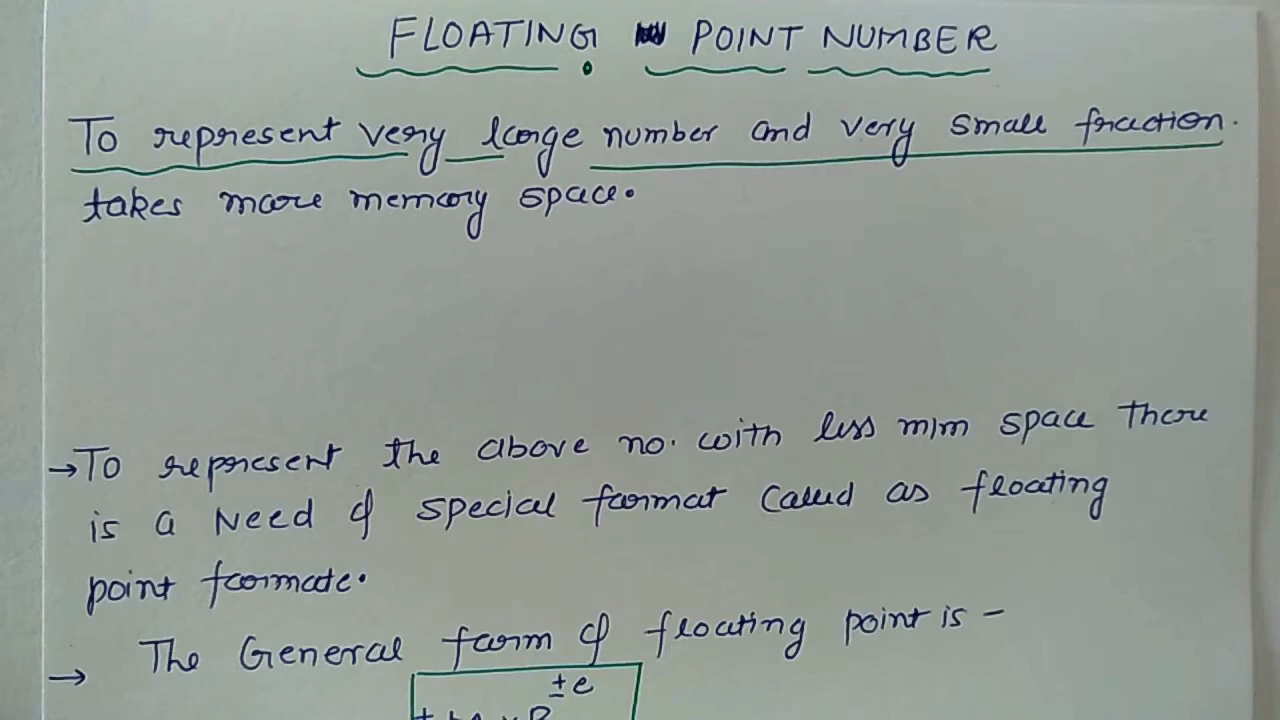 FLOATING POINT NUMBER
To represent very large number and very small fraction.
takes more memory space.
→ To represent the above no. with less m/m space there
is a Need of special format Called as floating
point formate.
→ The General form of floating point is -
±e